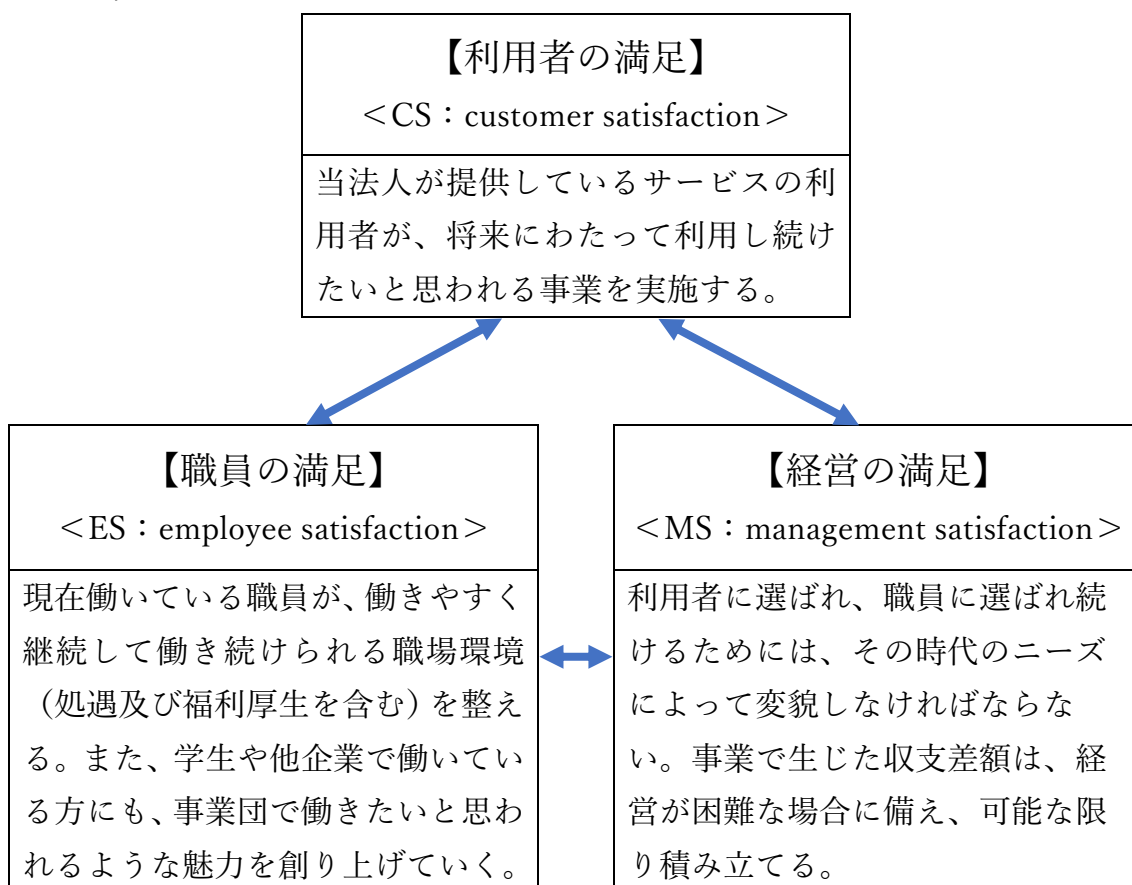 【利用者の満足】
＜CS：customer satisfaction＞
当法人が提供しているサービスの利
用者が、将来にわたって利用し続け
たいと思われる事業を実施する。
【職員の満足】
＜ES：employee satisfaction＞
現在働いている職員が、働きやすく
継続して働き続けられる職場環境
（処遇及び福利厚生を含む）を整え
る。また、学生や他企業で働いてい
る方にも、事業団で働きたいと思わ
れるような魅力を創り上げていく。
【経営の満足】
＜MS：management satisfaction＞
利用者に選ばれ、職員に選ばれ続
けるためには、その時代のニーズ
によって変貌しなければならな
い。事業で生じた収支差額は、経
営が困難な場合に備え、可能な限
り積み立てる。